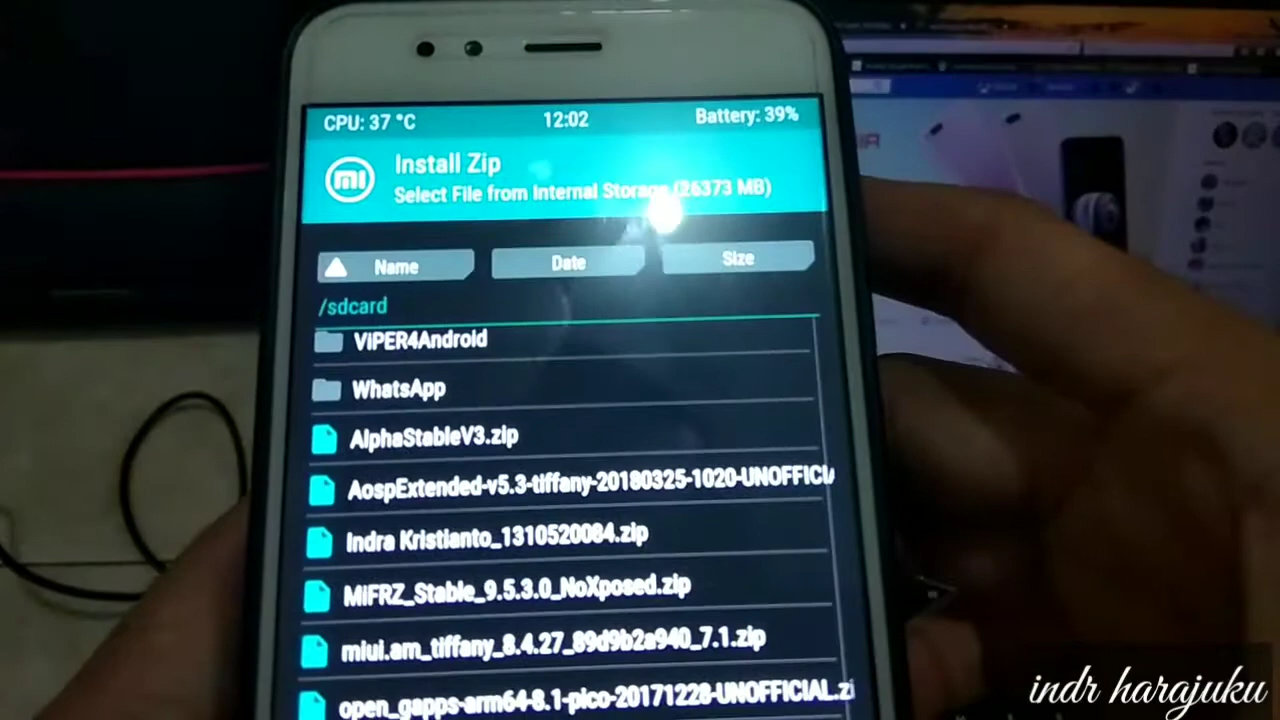 CPU: 37 °C 12:02 Battery: 39%
mi
Install Zip
Select File from Internal Storage (26373 MB)
Name Date Size
/sdcard
ViPER4Android
WhatsApp
AlphaStableV3.zip
AospExtended-v5.3-tiffany-20180325-1020-UNOFFICIA
Indra Kristianto_1310520084.zip
MiFRZ_Stable_9.5.3.0_NoXposed.zip
miui.am_tiffany_8.4.27_89d9b2a940_7.1.zip
open_gapps-arm64-8.1-pico-20171228-UNOFFICIAL.zi
indr harajuku